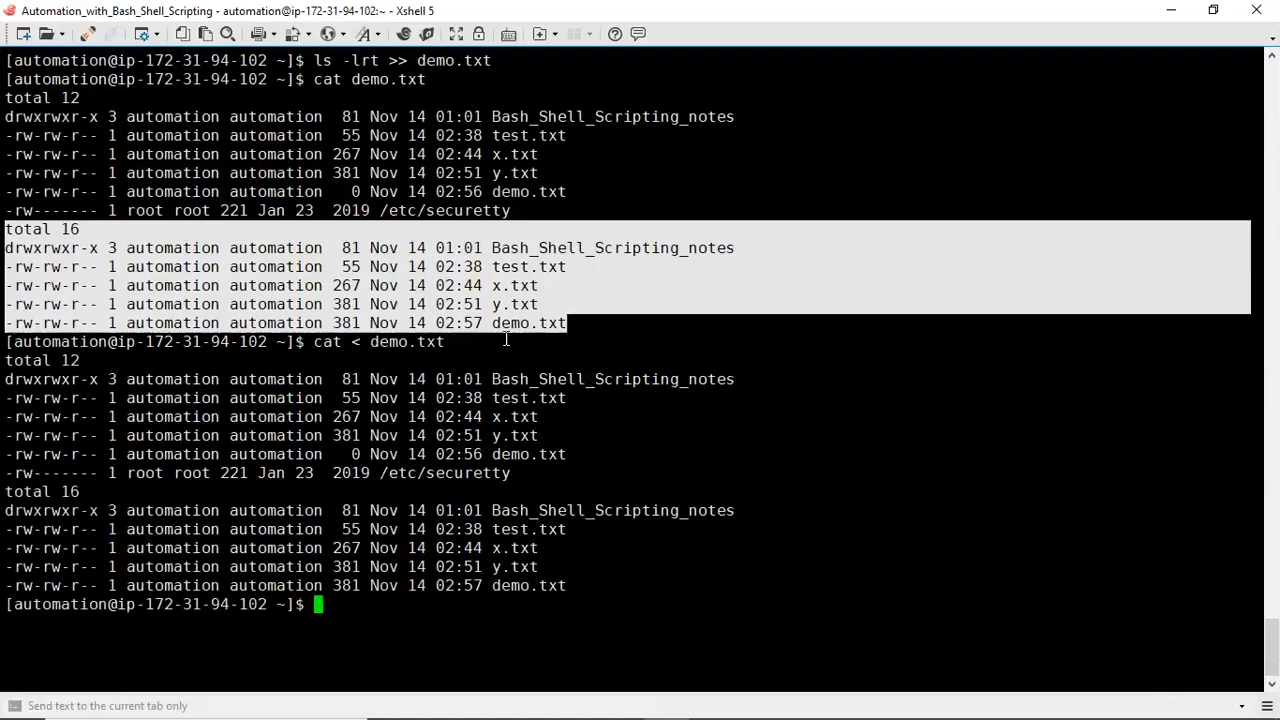 Automation_with_Bash_Shell_Scripting - automation@ip-172-31-94-102:~ - Xshell 5
[automation@ip-172-31-94-102 ~]$ ls -lrt >> demo.txt
[automation@ip-172-31-94-102 ~]$ cat demo.txt
total 12
drwxrwxr-x 3 automation automation  81 Nov 14 01:01 Bash_Shell_Scripting_notes
-rw-rw-r-- 1 automation automation  55 Nov 14 02:38 test.txt
-rw-rw-r-- 1 automation automation 267 Nov 14 02:44 x.txt
-rw-rw-r-- 1 automation automation 381 Nov 14 02:51 y.txt
-rw-rw-r-- 1 automation automation   0 Nov 14 02:56 demo.txt
-rw------- 1 root root 221 Jan 23  2019 /etc/securetty
total 16
drwxrwxr-x 3 automation automation  81 Nov 14 01:01 Bash_Shell_Scripting_notes
-rw-rw-r-- 1 automation automation  55 Nov 14 02:38 test.txt
-rw-rw-r-- 1 automation automation 267 Nov 14 02:44 x.txt
-rw-rw-r-- 1 automation automation 381 Nov 14 02:51 y.txt
-rw-rw-r-- 1 automation automation 381 Nov 14 02:57 demo.txt
[automation@ip-172-31-94-102 ~]$ cat < demo.txt
total 12
drwxrwxr-x 3 automation automation  81 Nov 14 01:01 Bash_Shell_Scripting_notes
-rw-rw-r-- 1 automation automation  55 Nov 14 02:38 test.txt
-rw-rw-r-- 1 automation automation 267 Nov 14 02:44 x.txt
-rw-rw-r-- 1 automation automation 381 Nov 14 02:51 y.txt
-rw-rw-r-- 1 automation automation   0 Nov 14 02:56 demo.txt
-rw------- 1 root root 221 Jan 23  2019 /etc/securetty
total 16
drwxrwxr-x 3 automation automation  81 Nov 14 01:01 Bash_Shell_Scripting_notes
-rw-rw-r-- 1 automation automation  55 Nov 14 02:38 test.txt
-rw-rw-r-- 1 automation automation 267 Nov 14 02:44 x.txt
-rw-rw-r-- 1 automation automation 381 Nov 14 02:51 y.txt
-rw-rw-r-- 1 automation automation 381 Nov 14 02:57 demo.txt
[automation@ip-172-31-94-102 ~]$
Send text to the current tab only